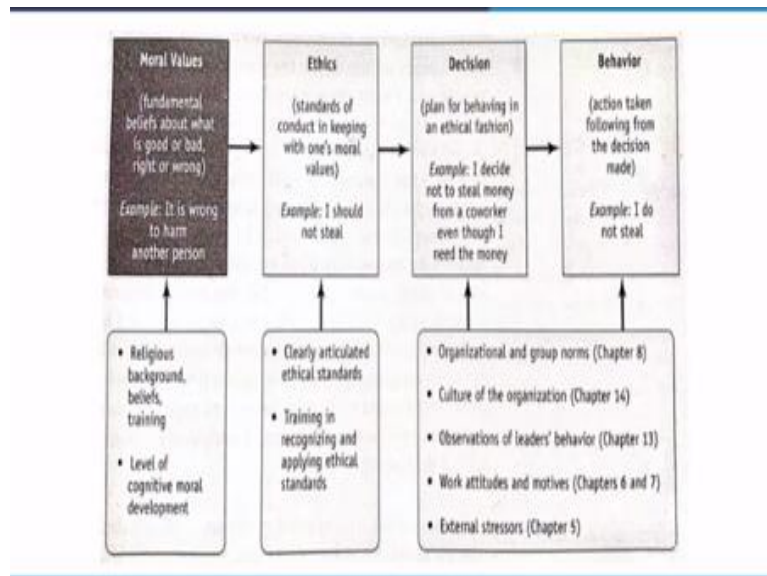 Moral Values
(fundamental
beliefs about what
is good or bad,
right or wrong)
Example: It is wrong
to harm
another person
Ethics
(standards of
conduct in keeping
with one's moral
values)
Example: I should
not steal
Decision
(plan for behaving in
an ethical fashion)
Example: I decide
not to steal money
from a coworker
even though I
need the money
Behavior
(action taken
following from
the decision
made)
Example: I do
not steal
• Religious
background,
beliefs,
training
• Level of
cognitive moral
development
• Clearly articulated
ethical standards
• Training in
recognizing and
applying ethical
standards
• Organizational and group norms (Chapter 8)
• Culture of the organization (Chapter 14)
• Observations of leaders' behavior (Chapter 13)
• Work attitudes and motives (Chapters 6 and 7)
• External stressors (Chapter 5)